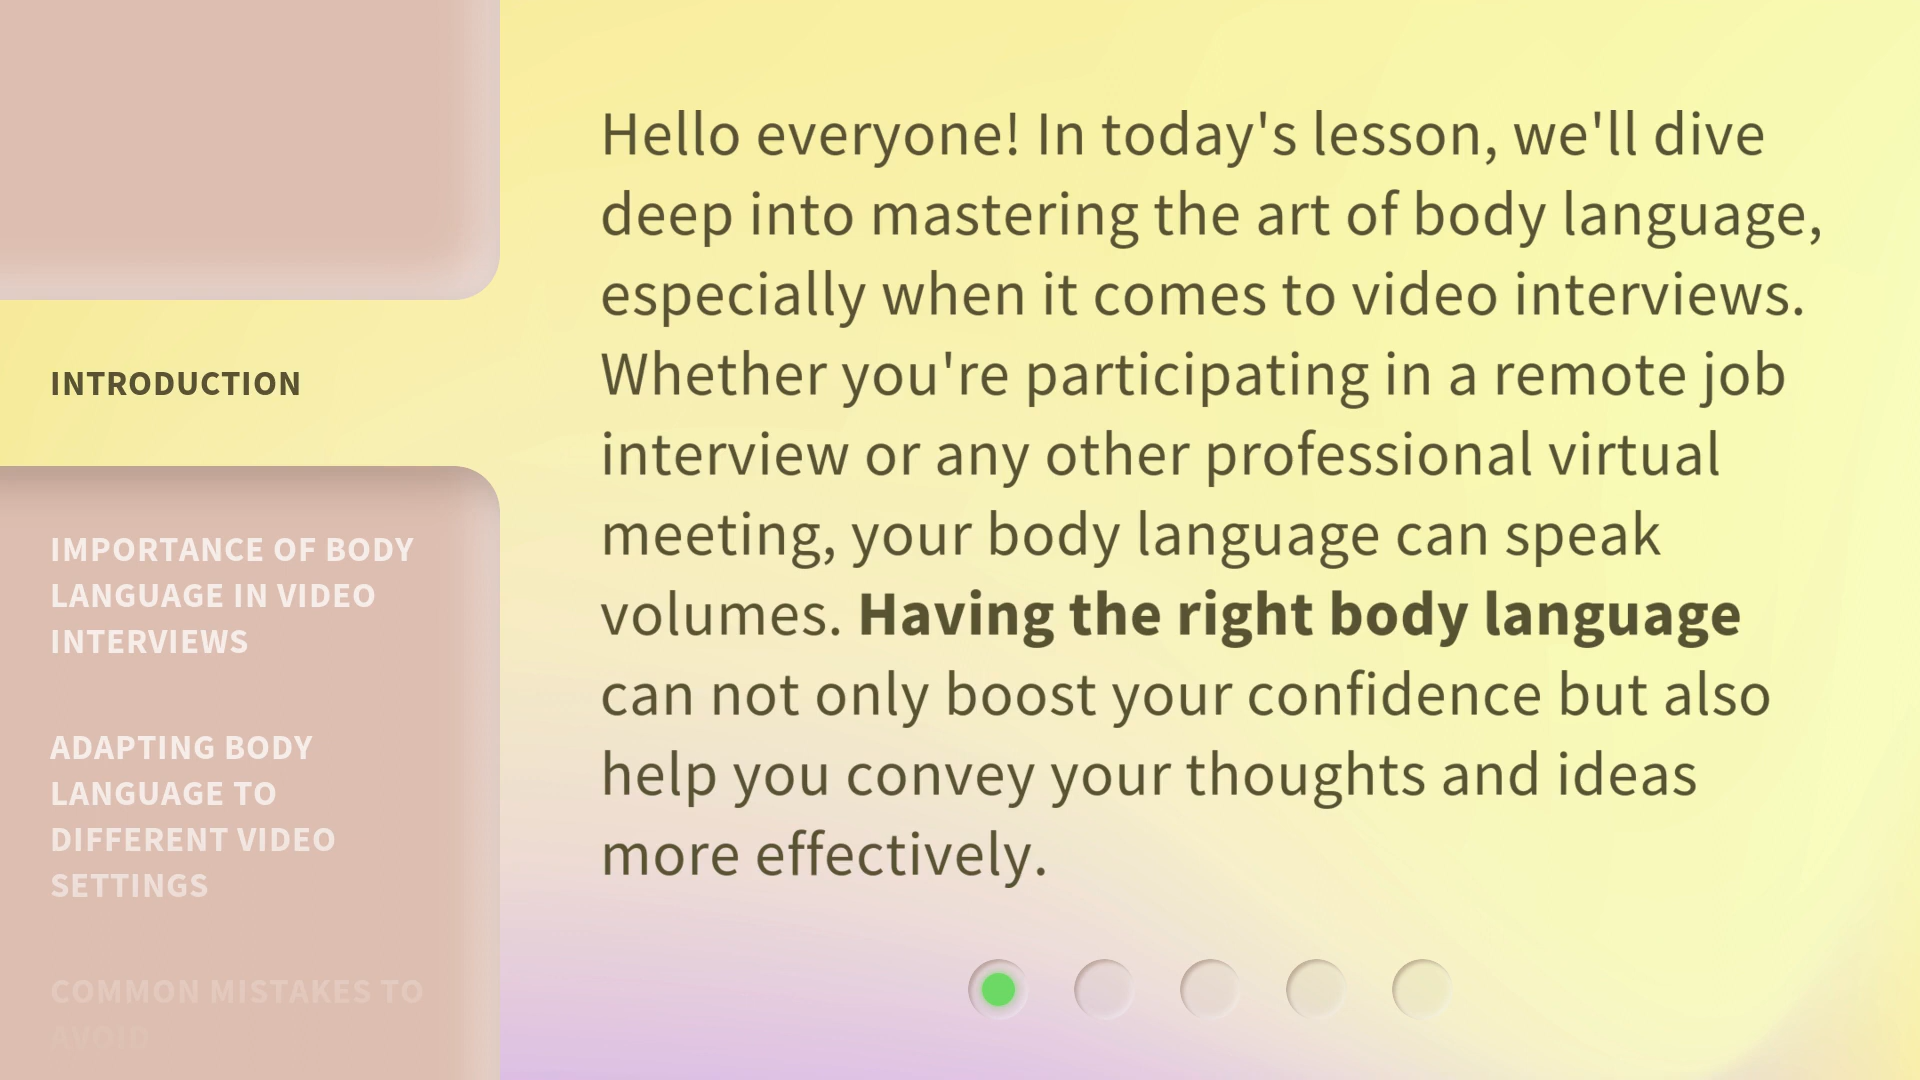 INTRODUCTION
IMPORTANCE OF BODY
LANGUAGE IN VIDEO
INTERVIEWS
ADAPTING BODY
LANGUAGE TO
DIFFERENT VIDEO
SETTINGS
COMMON MISTAKES TO
AVOID
Hello everyone! In today's lesson, we'll dive
deep into mastering the art of body language,
especially when it comes to video interviews.
Whether you're participating in a remote job
interview or any other professional virtual
meeting, your body language can speak
volumes. Having the right body language
can not only boost your confidence but also
help you convey your thoughts and ideas
more effectively.